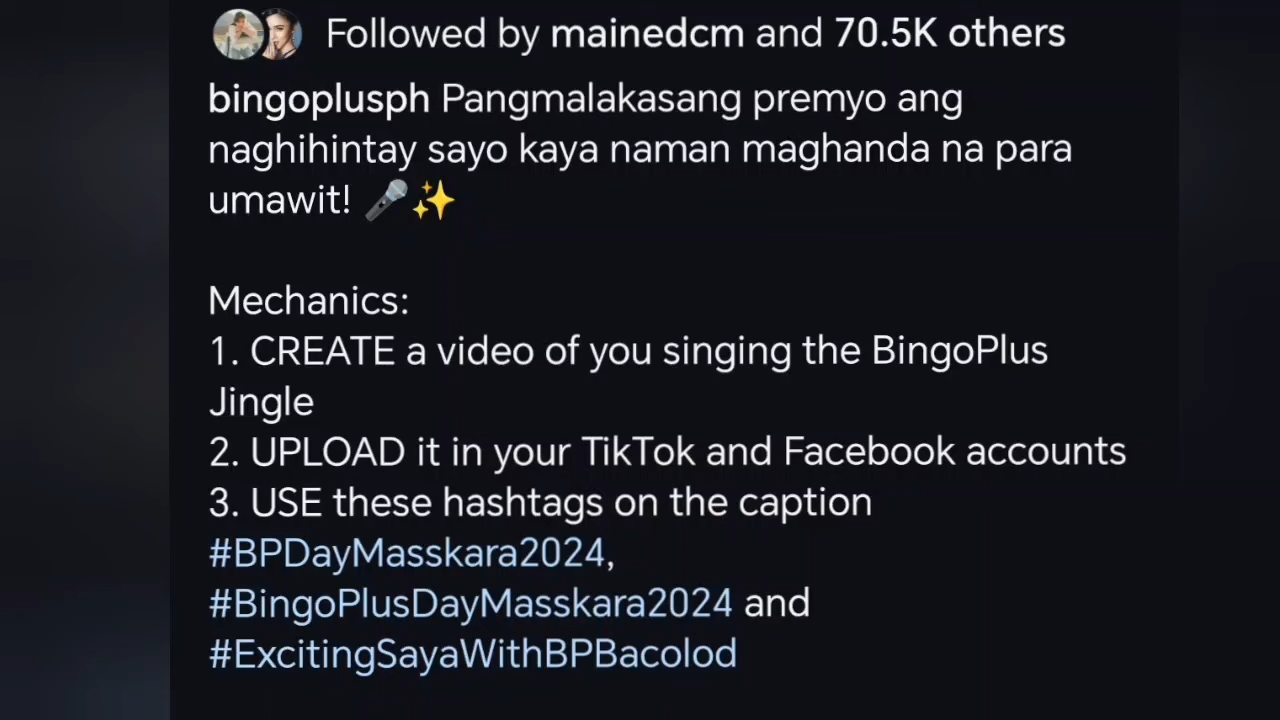 Followed by mainedcm and 70.5K others
bingoplusph Pangmalakasang premyo ang
naghihintay sayo kaya naman maghanda na para
umawit! 🎤✨
Mechanics:
1. CREATE a video of you singing the BingoPlus
Jingle
2. UPLOAD it in your TikTok and Facebook accounts
3. USE these hashtags on the caption
#BPDayMasskara2024,
#BingoPlusDayMasskara2024 and
#ExcitingSayaWithBPBacolod